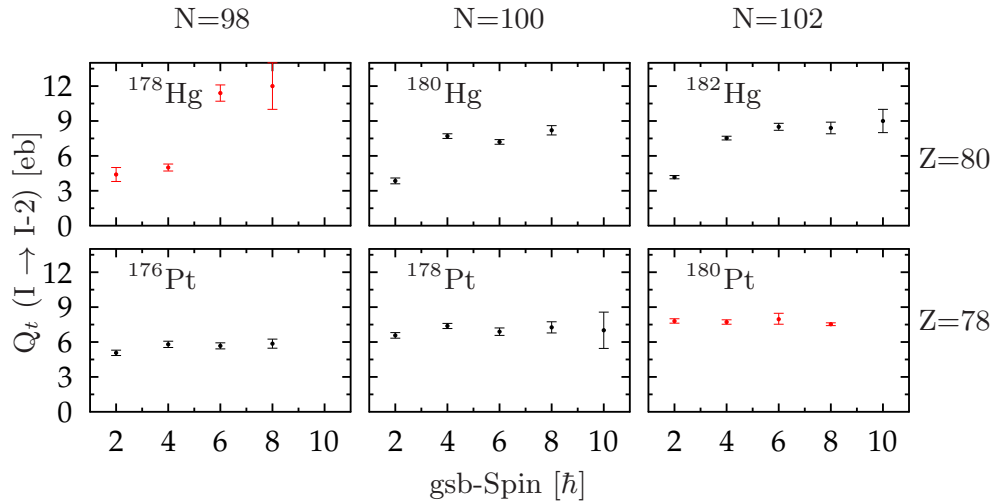 N=98 N=100 N=102
Qt (I → I-2) [eb]
12 ¹⁷⁸Hg ¹⁸⁰Hg ¹⁸²Hg
9
6 Z=80
3
0
12 ¹⁷⁶Pt ¹⁷⁸Pt ¹⁸⁰Pt
9
6 Z=78
3
0
2 4 6 8 10 2 4 6 8 10 2 4 6 8 10
gsb-Spin [ħ]